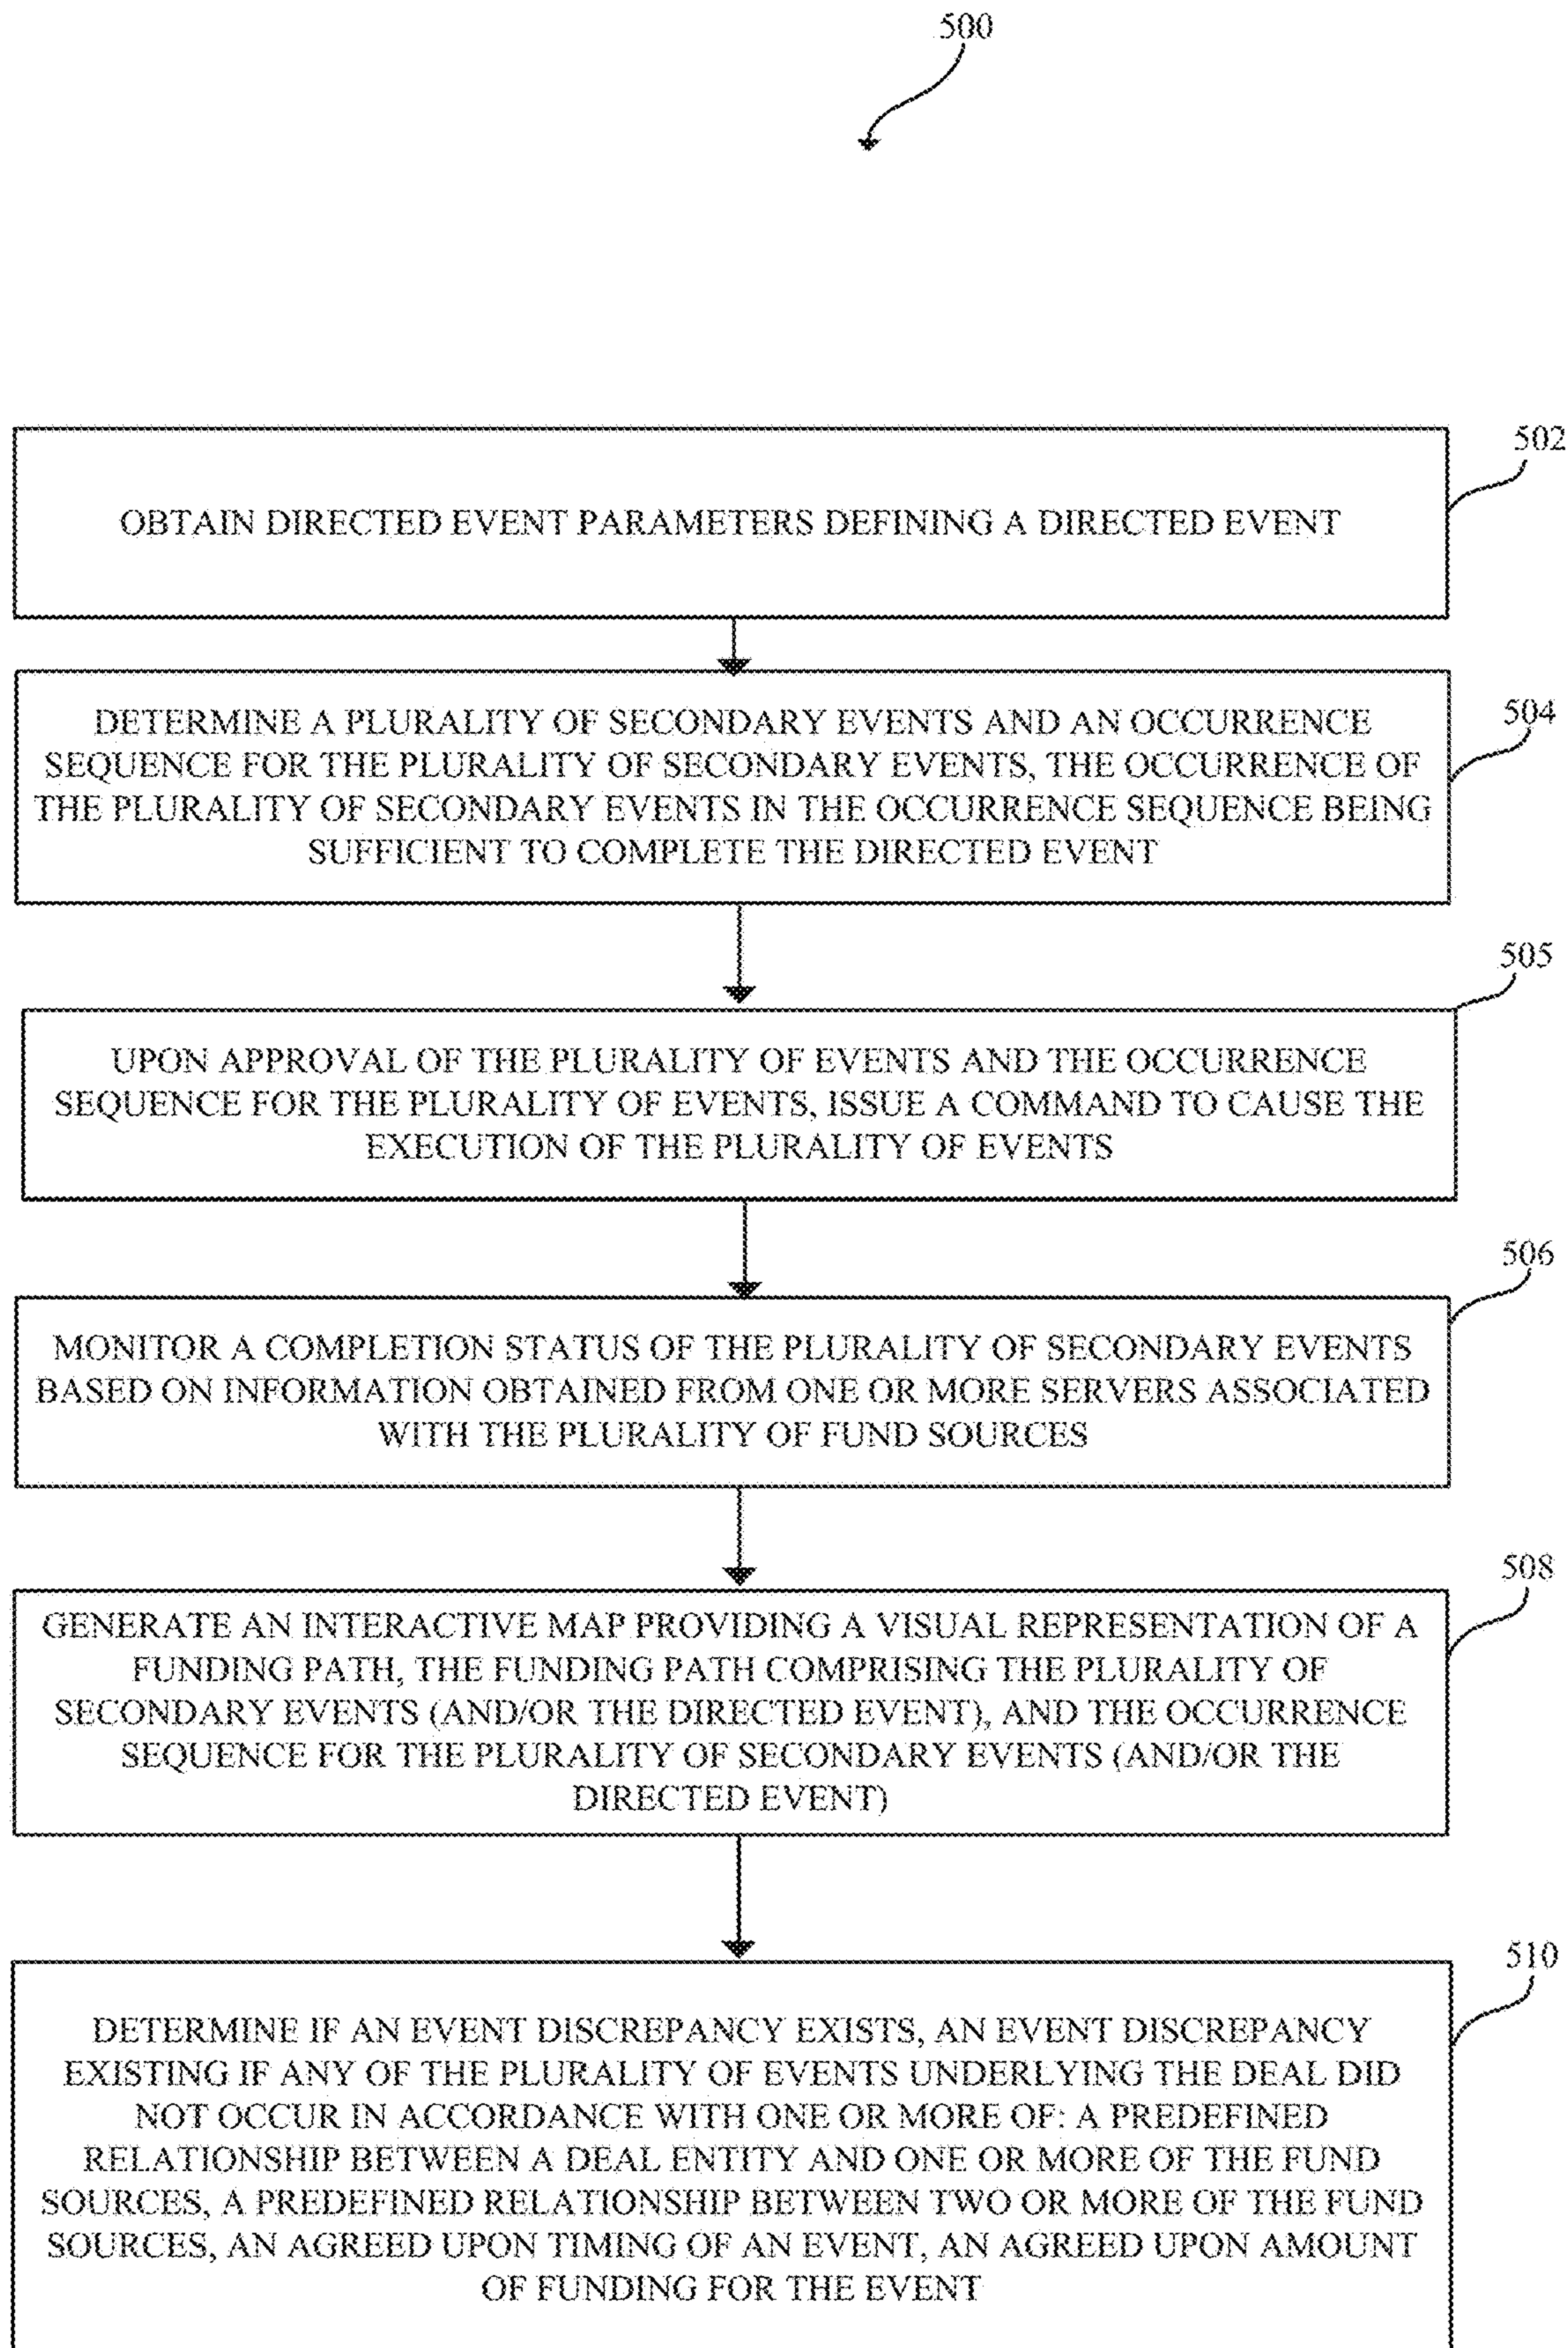 500
502
OBTAIN DIRECTED EVENT PARAMETERS DEFINING A DIRECTED EVENT
504
DETERMINE A PLURALITY OF SECONDARY EVENTS AND AN OCCURRENCE
SEQUENCE FOR THE PLURALITY OF SECONDARY EVENTS, THE OCCURRENCE OF
THE PLURALITY OF SECONDARY EVENTS IN THE OCCURRENCE SEQUENCE BEING
SUFFICIENT TO COMPLETE THE DIRECTED EVENT
505
UPON APPROVAL OF THE PLURALITY OF EVENTS AND THE OCCURRENCE
SEQUENCE FOR THE PLURALITY OF EVENTS, ISSUE A COMMAND TO CAUSE THE
EXECUTION OF THE PLURALITY OF EVENTS
506
MONITOR A COMPLETION STATUS OF THE PLURALITY OF SECONDARY EVENTS
BASED ON INFORMATION OBTAINED FROM ONE OR MORE SERVERS ASSOCIATED
WITH THE PLURALITY OF FUND SOURCES
508
GENERATE AN INTERACTIVE MAP PROVIDING A VISUAL REPRESENTATION OF A
FUNDING PATH, THE FUNDING PATH COMPRISING THE PLURALITY OF
SECONDARY EVENTS (AND/OR THE DIRECTED EVENT), AND THE OCCURRENCE
SEQUENCE FOR THE PLURALITY OF SECONDARY EVENTS (AND/OR THE
DIRECTED EVENT)
510
DETERMINE IF AN EVENT DISCREPANCY EXISTS, AN EVENT DISCREPANCY
EXISTING IF ANY OF THE PLURALITY OF EVENTS UNDERLYING THE DEAL DID
NOT OCCUR IN ACCORDANCE WITH ONE OR MORE OF: A PREDEFINED
RELATIONSHIP BETWEEN A DEAL ENTITY AND ONE OR MORE OF THE FUND
SOURCES, A PREDEFINED RELATIONSHIP BETWEEN TWO OR MORE OF THE FUND
SOURCES, AN AGREED UPON TIMING OF AN EVENT, AN AGREED UPON AMOUNT
OF FUNDING FOR THE EVENT